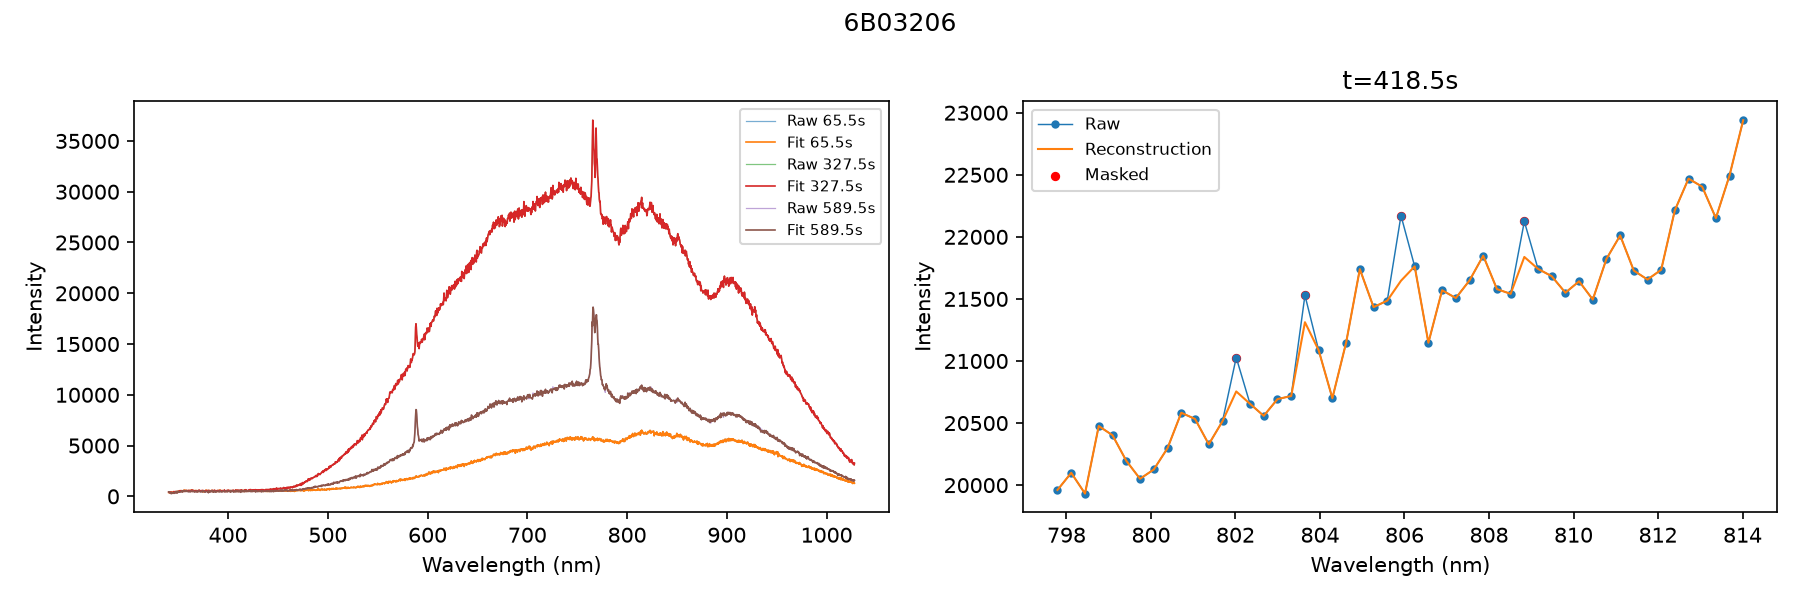 6B03206
Intensity
35000
30000
25000
20000
15000
10000
5000
0
400 500 600 700 800 900 1000
Wavelength (nm)
Raw 65.5s
Fit 65.5s
Raw 327.5s
Fit 327.5s
Raw 589.5s
Fit 589.5s
t=418.5s
Intensity
23000
22500
22000
21500
21000
20500
20000
798 800 802 804 806 808 810 812 814
Wavelength (nm)
Raw
Reconstruction
Masked